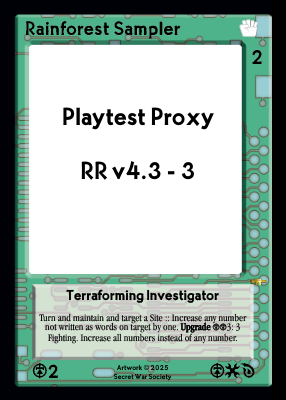 Rainforest Sampler
2
Playtest Proxy
RR v4.3 - 3
Terraforming Investigator
Turn and maintain and target a Site :: Increase any number
not written as words on target by one. Upgrade 3: 3
Fighting. Increase all numbers instead of any number.
2
Artwork © 2025
Secret War Society